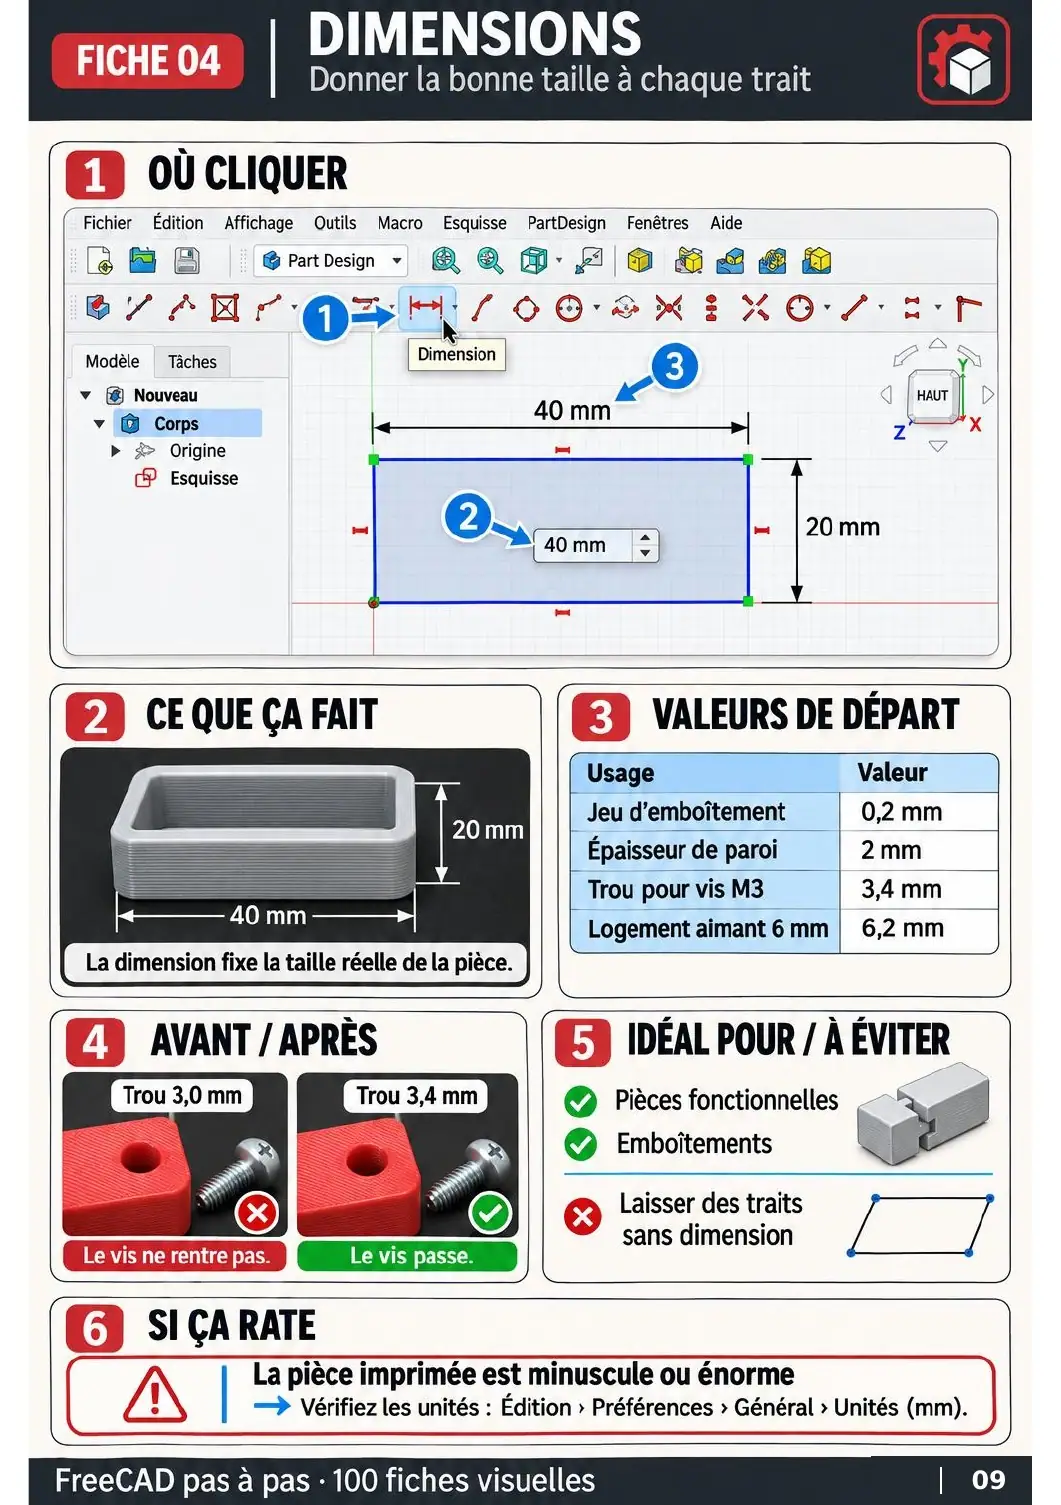 FICHE 04
DIMENSIONS
Donner la bonne taille à chaque trait
1 OÙ CLIQUER
Fichier Édition Affichage Outils Macro Esquisse PartDesign Fenêtres Aide
Part Design
1
Dimension
Modèle Tâches
Nouveau
Corps
Origine
Esquisse
3
40 mm
HAUT
Y
X
Z
2
40 mm
20 mm
2 CE QUE ÇA FAIT
20 mm
40 mm
La dimension fixe la taille réelle de la pièce.
3 VALEURS DE DÉPART
Usage Valeur
Jeu d'emboîtement 0,2 mm
Épaisseur de paroi 2 mm
Trou pour vis M3 3,4 mm
Logement aimant 6 mm 6,2 mm
4 AVANT / APRÈS
Trou 3,0 mm
Le vis ne rentre pas.
Trou 3,4 mm
Le vis passe.
5 IDÉAL POUR / À ÉVITER
Pièces fonctionnelles
Emboîtements
Laisser des traits
sans dimension
6 SI ÇA RATE
La pièce imprimée est minuscule ou énorme
→ Vérifiez les unités : Édition › Préférences › Général › Unités (mm).
FreeCAD pas à pas · 100 fiches visuelles | 09